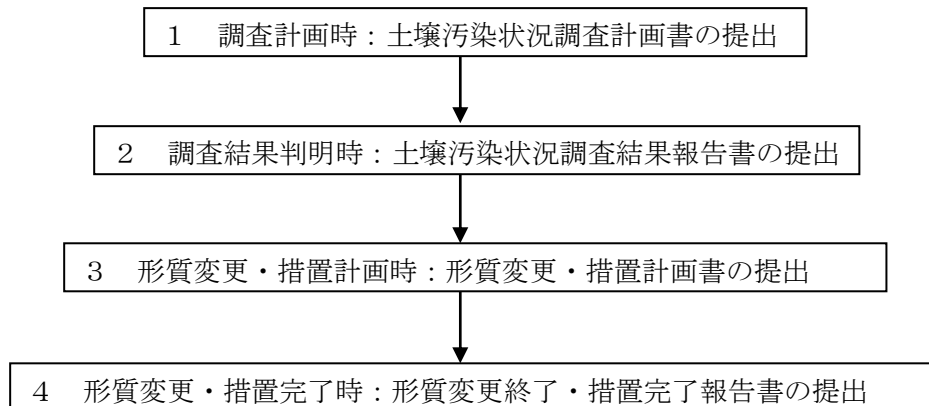 １　調査計画時：土壌汚染状況調査計画書の提出
２　調査結果判明時：土壌汚染状況調査結果報告書の提出
３　形質変更・措置計画時：形質変更・措置計画書の提出
４　形質変更・措置完了時：形質変更終了・措置完了報告書の提出